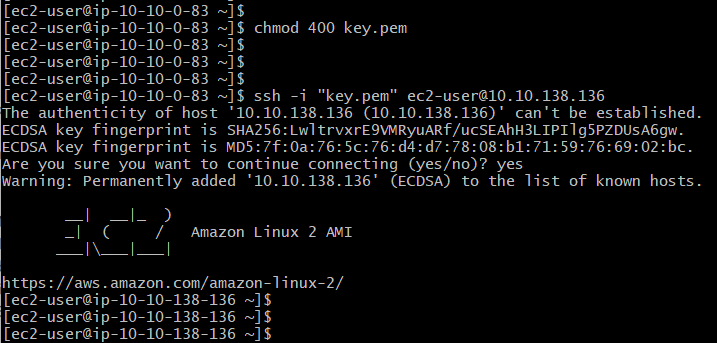 [ec2-user@ip-10-10-0-83 ~]$
[ec2-user@ip-10-10-0-83 ~]$ chmod 400 key.pem
[ec2-user@ip-10-10-0-83 ~]$
[ec2-user@ip-10-10-0-83 ~]$
[ec2-user@ip-10-10-0-83 ~]$ ssh -i "key.pem" ec2-user@10.10.138.136
The authenticity of host '10.10.138.136 (10.10.138.136)' can't be established.
ECDSA key fingerprint is SHA256:LwltrvxrE9VMRyuARf/ucSEAhH3LIPIlg5PZDUsA6gw.
ECDSA key fingerprint is MD5:7f:0a:76:5c:76:d4:d7:78:08:b1:71:59:76:69:02:bc.
Are you sure you want to continue connecting (yes/no)? yes
Warning: Permanently added '10.10.138.136' (ECDSA) to the list of known hosts.
       __|  __|_  )
       _|  (     /   Amazon Linux 2 AMI
      ___|\___|___|
https://aws.amazon.com/amazon-linux-2/
[ec2-user@ip-10-10-138-136 ~]$
[ec2-user@ip-10-10-138-136 ~]$
[ec2-user@ip-10-10-138-136 ~]$